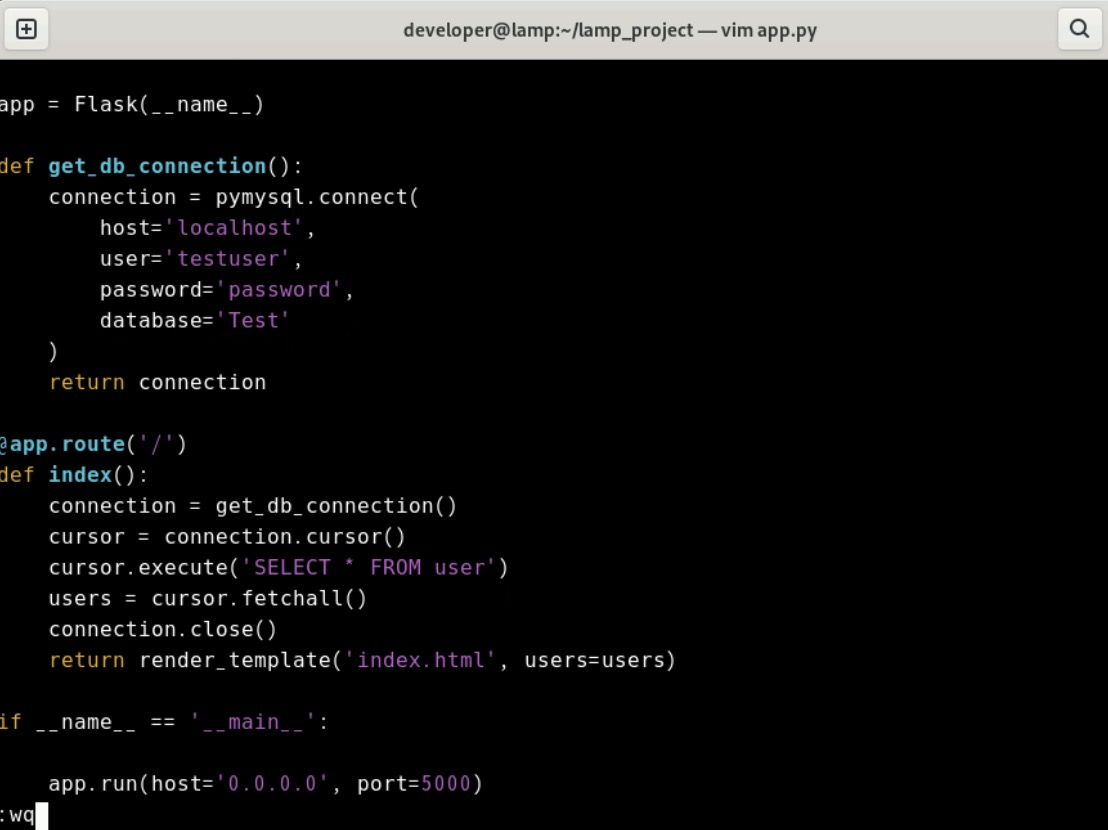 developer@lamp:~/lamp_project — vim app.py
app = Flask(__name__)
def get_db_connection():
    connection = pymysql.connect(
        host='localhost',
        user='testuser',
        password='password',
        database='Test'
    )
    return connection
@app.route('/')
def index():
    connection = get_db_connection()
    cursor = connection.cursor()
    cursor.execute('SELECT * FROM user')
    users = cursor.fetchall()
    connection.close()
    return render_template('index.html', users=users)
if __name__ == '__main__':
    app.run(host='0.0.0.0', port=5000)
:wq